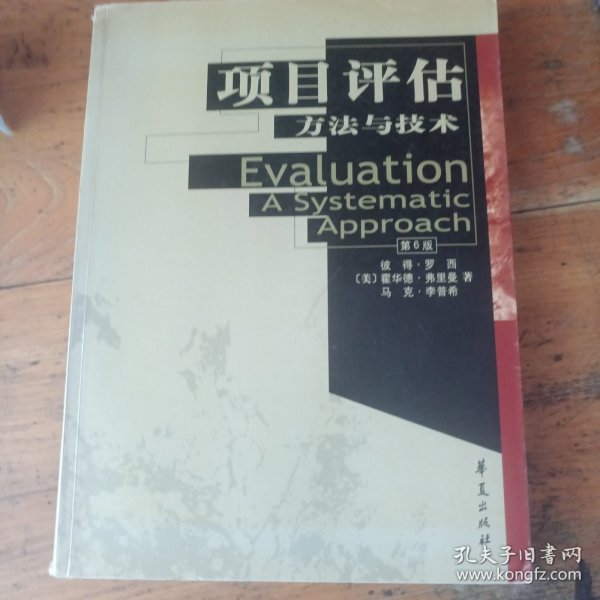 项目评估
方法与技术
Evaluation
A Systematic
Approach
第6版
彼得·罗西
〔美〕霍华德·弗里曼 著
马克·李普希
华夏出版社
孔夫子旧书网
www.kongfz.com